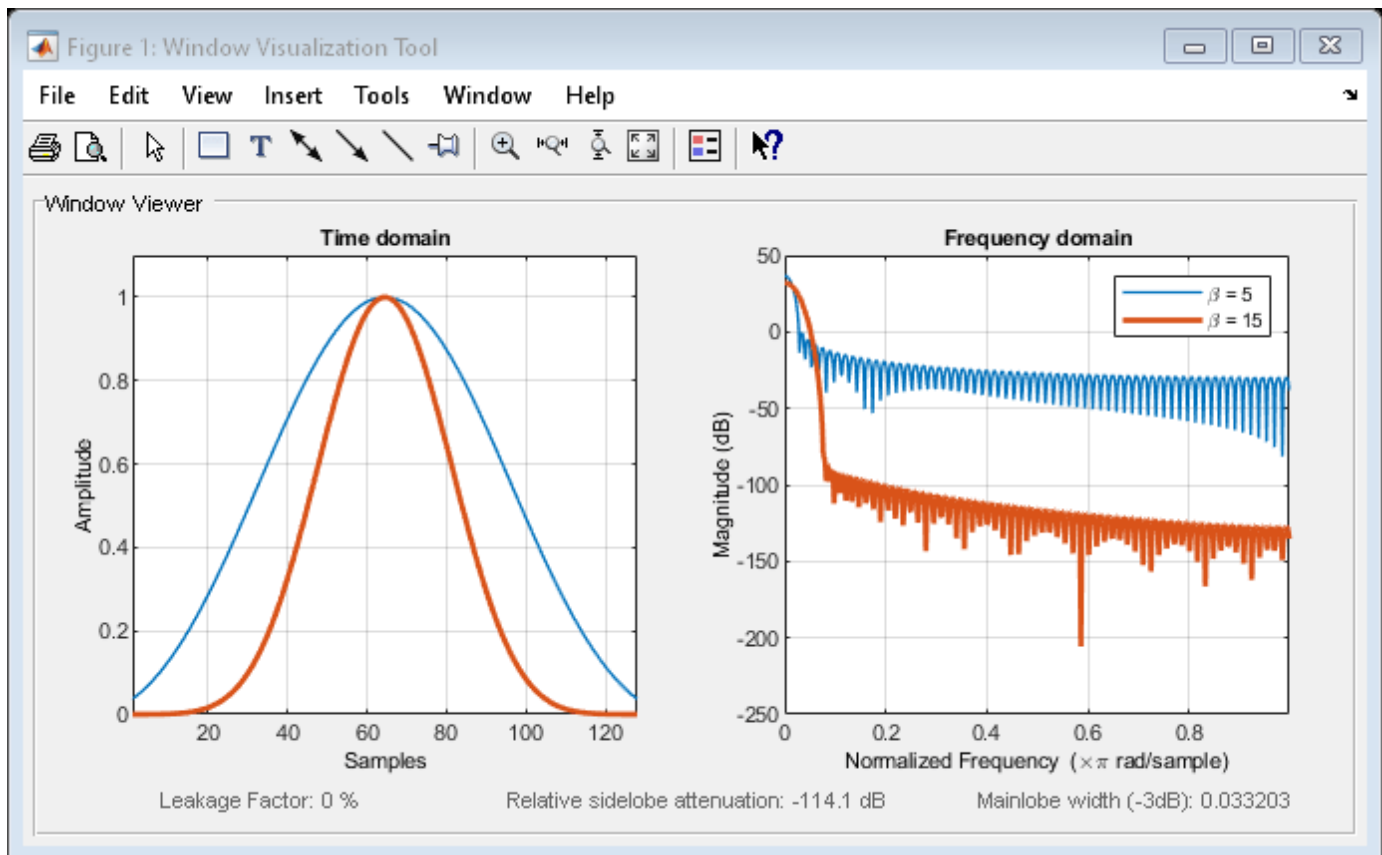 Figure 1: Window Visualization Tool
File Edit View Insert Tools Window Help
T
?
Window Viewer
Time domain
1
0.8
0.6
0.4
0.2
0
Amplitude
20 40 60 80 100 120
Samples
Frequency domain
50
0
-50
-100
-150
-200
-250
Magnitude (dB)
β = 5
β = 15
0 0.2 0.4 0.6 0.8
Normalized Frequency (×π rad/sample)
Leakage Factor: 0 % Relative sidelobe attenuation: -114.1 dB Mainlobe width (-3dB): 0.033203